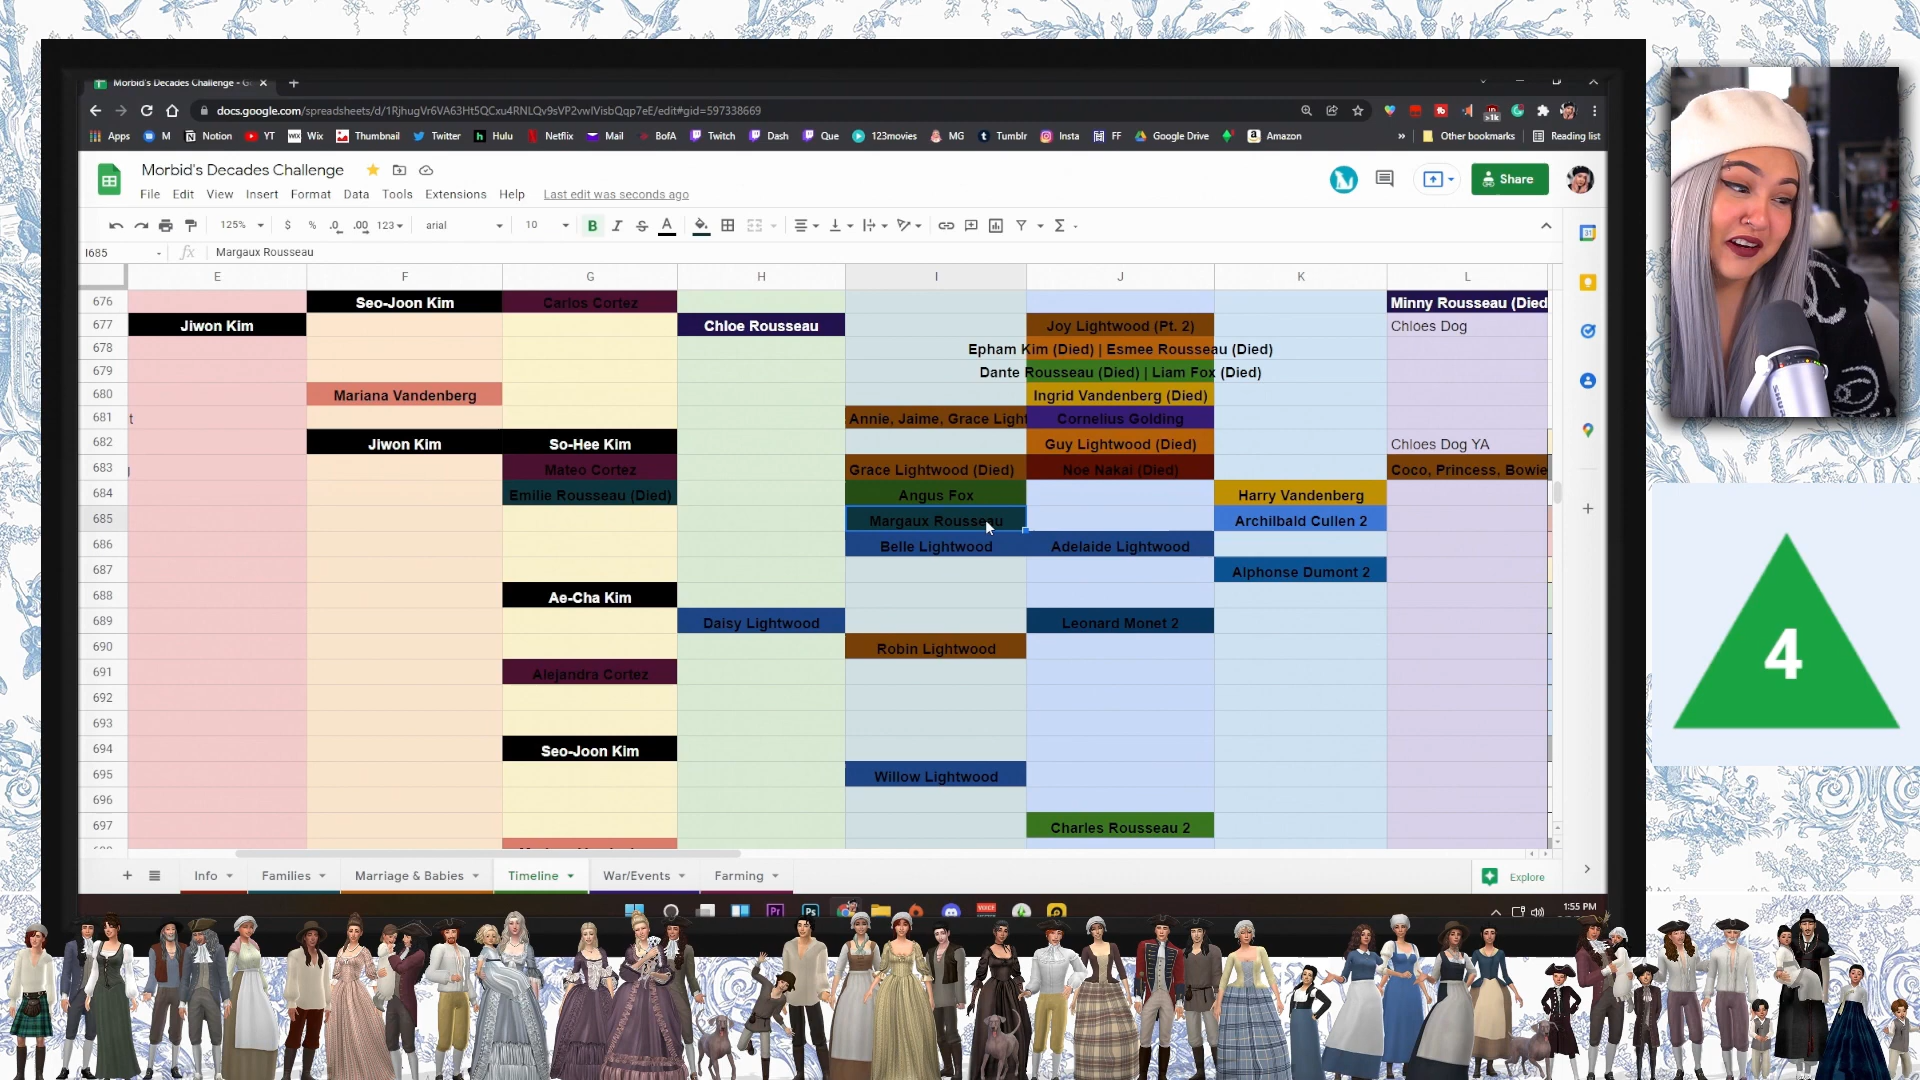 Morbid's Decades Challenge - G
docs.google.com/spreadsheets/d/1RjhugVr6VA63Ht5QCxu4RNLQv9sVP2vwIVisbQqp7eE/edit#gid=597338669
Apps M Notion YT Wix Thumbnail Twitter Hulu Netflix Mail BofA Twitch Dash Que 123movies MG Tumblr Insta FF Google Drive Amazon » Other bookmarks Reading list
Morbid's Decades Challenge
File Edit View Insert Format Data Tools Extensions Help Last edit was seconds ago
Share
125% $ % .0 .00 123 arial 10 B I S A
I685 fx Margaux Rousseau
E F G H I J K L
676 Seo-Joon Kim Carlos Cortez Minny Rousseau (Died
677 Jiwon Kim Chloe Rousseau Joy Lightwood (Pt. 2) Chloes Dog
678 Epham Kim (Died) | Esmee Rousseau (Died)
679 Dante Rousseau (Died) | Liam Fox (Died)
680 Mariana Vandenberg Ingrid Vandenberg (Died)
681 t Annie, Jaime, Grace Light Cornelius Golding
682 Jiwon Kim So-Hee Kim Guy Lightwood (Died) Chloes Dog YA
683 Mateo Cortez Grace Lightwood (Died) Noe Nakai (Died) Coco, Princess, Bowie
684 Emilie Rousseau (Died) Angus Fox Harry Vandenberg
685 Margaux Rousseau Archilbald Cullen 2
686 Belle Lightwood Adelaide Lightwood
687 Alphonse Dumont 2
688 Ae-Cha Kim
689 Daisy Lightwood Leonard Monet 2
690 Robin Lightwood
691 Alejandra Cortez
692
693
694 Seo-Joon Kim
695 Willow Lightwood
696
697 Charles Rousseau 2
Info Families Marriage & Babies Timeline War/Events Farming Explore
1:55 PM
4